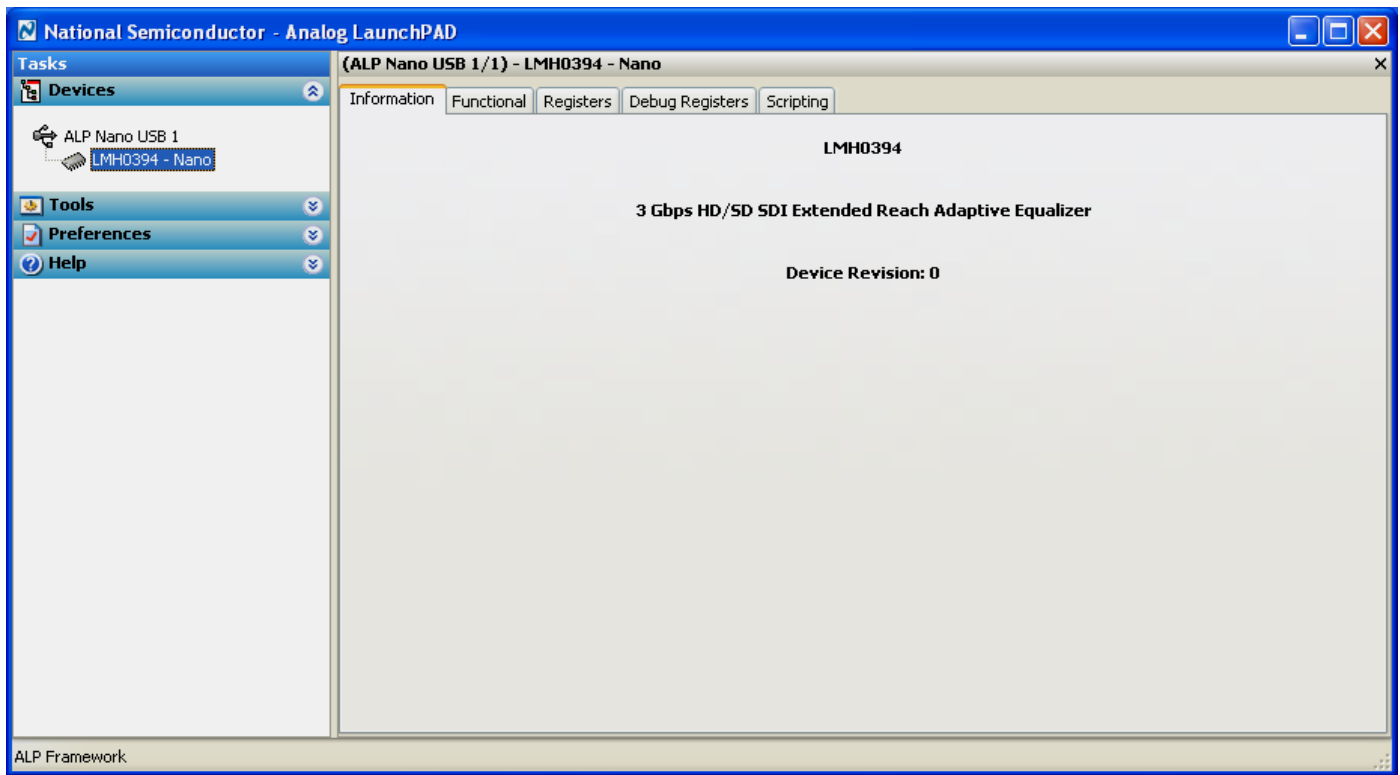 National Semiconductor - Analog LaunchPAD
Tasks
Devices
ALP Nano USB 1
LMH0394 - Nano
Tools
Preferences
Help
(ALP Nano USB 1/1) - LMH0394 - Nano
Information Functional Registers Debug Registers Scripting
LMH0394
3 Gbps HD/SD SDI Extended Reach Adaptive Equalizer
Device Revision: 0
ALP Framework